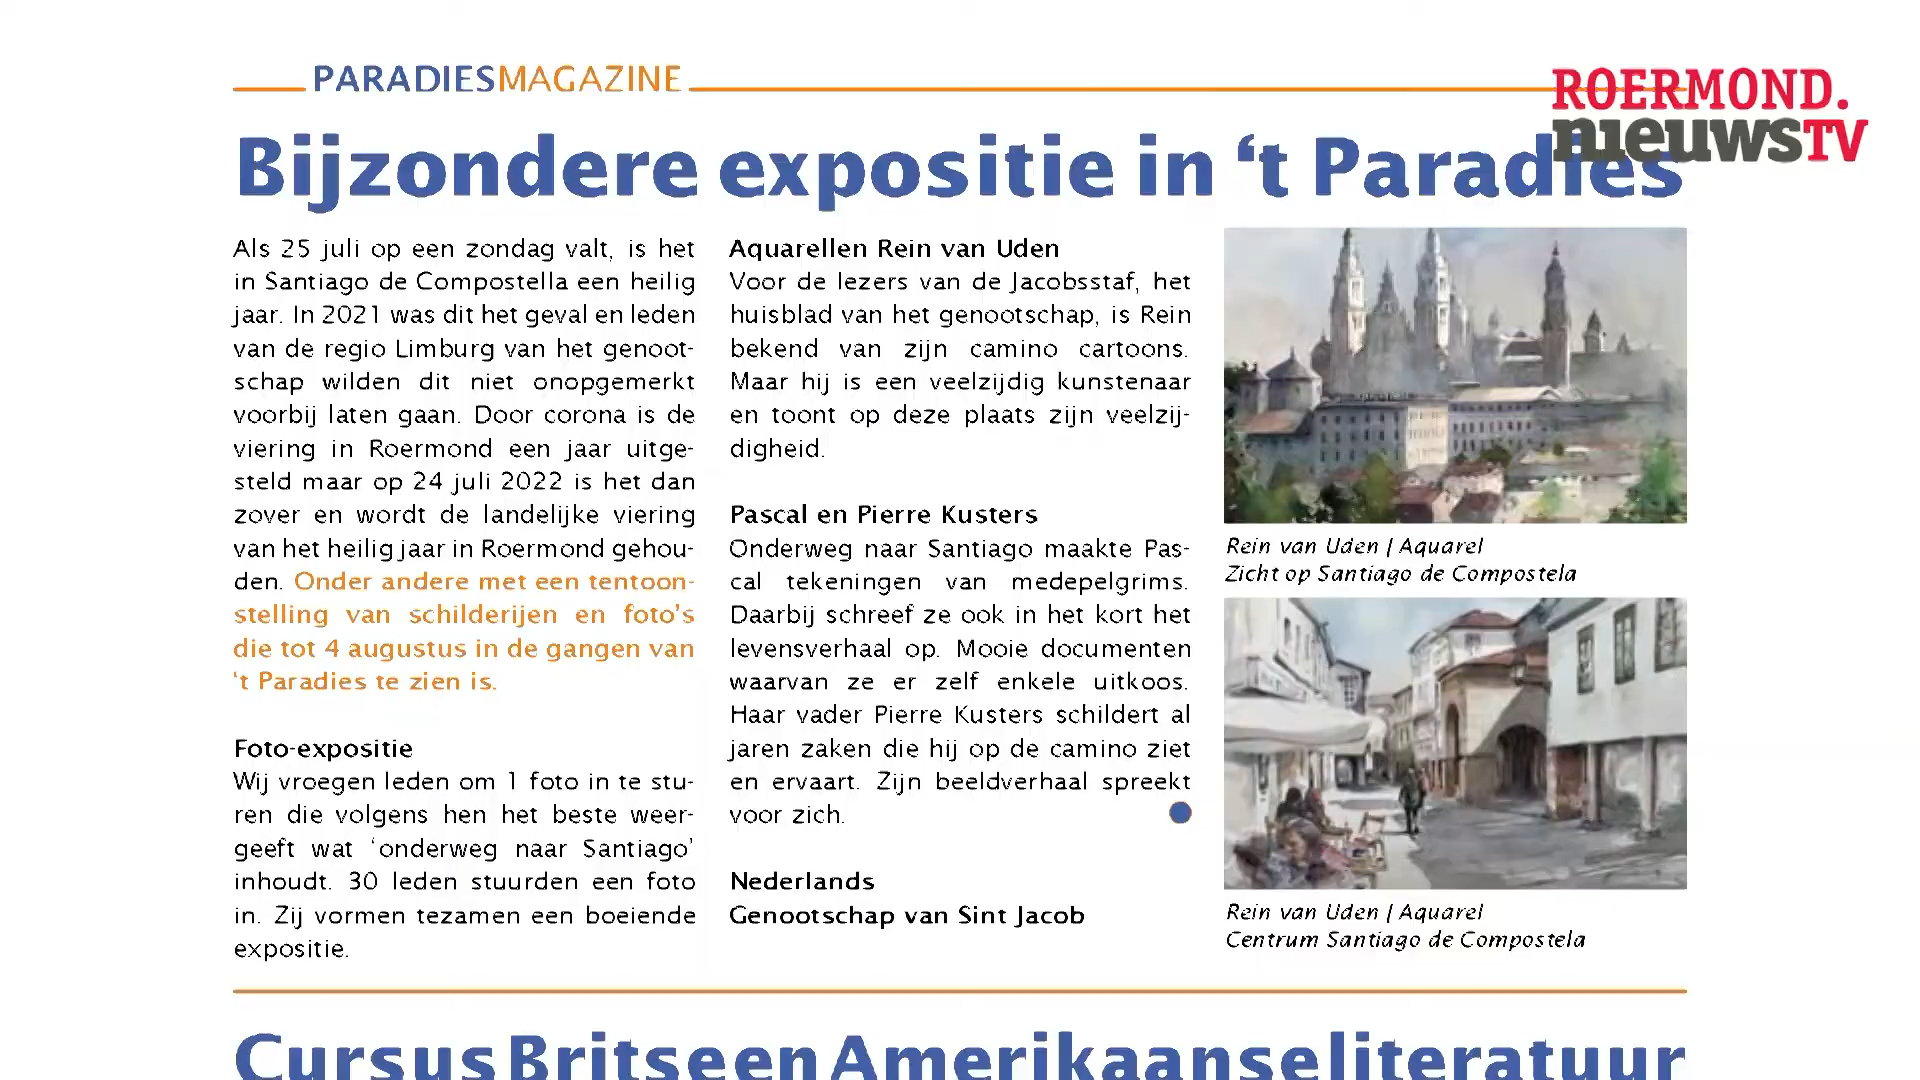 PARADIESMAGAZINE
ROERMOND.
nieuwsTV
Bijzondere expositie in ‘t Paradies
Als 25 juli op een zondag valt, is het
in Santiago de Compostella een heilig
jaar. In 2021 was dit het geval en leden
van de regio Limburg van het genoot-
schap wilden dit niet onopgemerkt
voorbij laten gaan. Door corona is de
viering in Roermond een jaar uitge-
steld maar op 24 juli 2022 is het dan
zover en wordt de landelijke viering
van het heilig jaar in Roermond gehou-
den. Onder andere met een tentoon-
stelling van schilderijen en foto’s
die tot 4 augustus in de gangen van
‘t Paradies te zien is.
Foto-expositie
Wij vroegen leden om 1 foto in te stu-
ren die volgens hen het beste weer-
geeft wat ‘onderweg naar Santiago’
inhoudt. 30 leden stuurden een foto
in. Zij vormen tezamen een boeiende
expositie.
Aquarellen Rein van Uden
Voor de lezers van de Jacobsstaf, het
huisblad van het genootschap, is Rein
bekend van zijn camino cartoons.
Maar hij is een veelzijdig kunstenaar
en toont op deze plaats zijn veelzij-
digheid.
Pascal en Pierre Kusters
Onderweg naar Santiago maakte Pas-
cal tekeningen van medepelgrims.
Daarbij schreef ze ook in het kort het
levensverhaal op. Mooie documenten
waarvan ze er zelf enkele uitkoos.
Haar vader Pierre Kusters schildert al
jaren zaken die hij op de camino ziet
en ervaart. Zijn beeldverhaal spreekt
voor zich.
Nederlands
Genootschap van Sint Jacob
Rein van Uden | Aquarel
Zicht op Santiago de Compostela
Rein van Uden | Aquarel
Centrum Santiago de Compostela
Cursus Britse en Amerikaanse literatuur